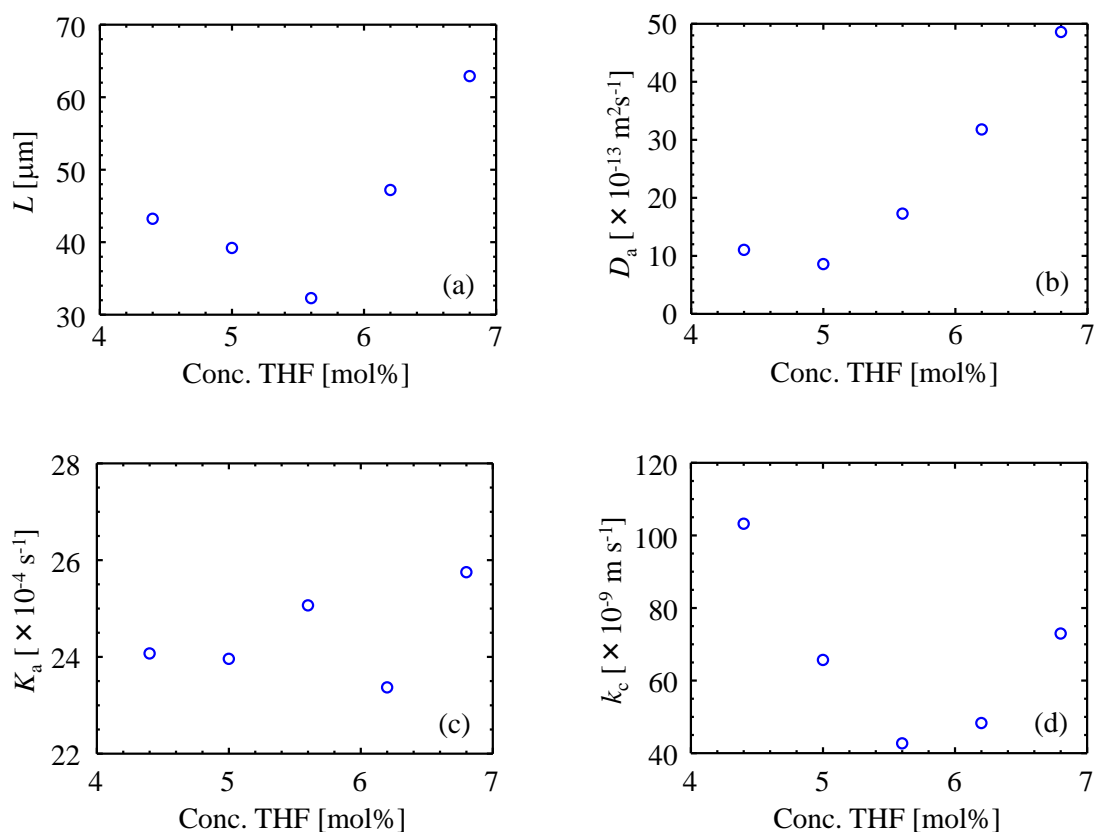 70
60
50
40
30
L [μm]
4 5 6 7
Conc. THF [mol%]
(a)
50
40
30
20
10
0
Dₐ [×10⁻¹³ m²s⁻¹]
4 5 6 7
Conc. THF [mol%]
(b)
28
26
24
22
Kₐ [×10⁻⁴ s⁻¹]
4 5 6 7
Conc. THF [mol%]
(c)
120
100
80
60
40
k_c [×10⁻⁹ m s⁻¹]
4 5 6 7
Conc. THF [mol%]
(d)